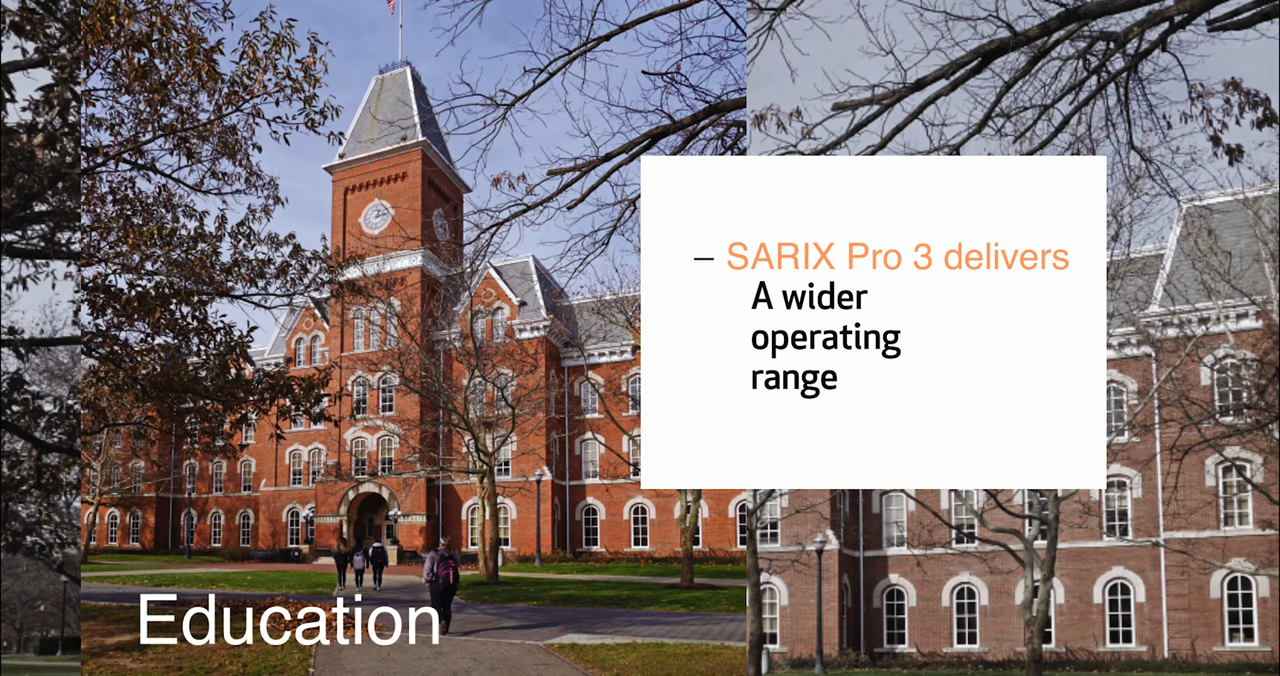 – SARIX Pro 3 delivers
A wider
operating
range
Education